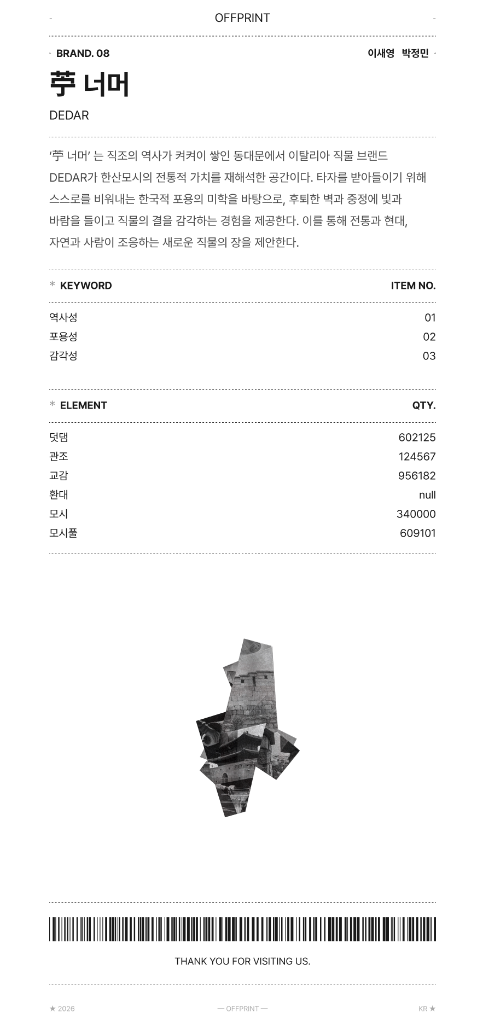 OFFPRINT
BRAND. 08 이새영 박정민
苧 너머
DEDAR
‘苧 너머’ 는 직조의 역사가 켜켜이 쌓인 동대문에서 이탈리아 직물 브랜드
DEDAR가 한산모시의 전통적 가치를 재해석한 공간이다. 타자를 받아들이기 위해
스스로를 비워내는 한국적 포용의 미학을 바탕으로, 후퇴한 벽과 중정에 빛과
바람을 들이고 직물의 결을 감각하는 경험을 제공한다. 이를 통해 전통과 현대,
자연과 사람이 조응하는 새로운 직물의 장을 제안한다.
* KEYWORD ITEM NO.
역사성 01
포용성 02
감각성 03
* ELEMENT QTY.
덧댐 602125
관조 124567
교감 956182
환대 null
모시 340000
모시풀 609101
THANK YOU FOR VISITING US.
★ 2026 — OFFPRINT — KR ★